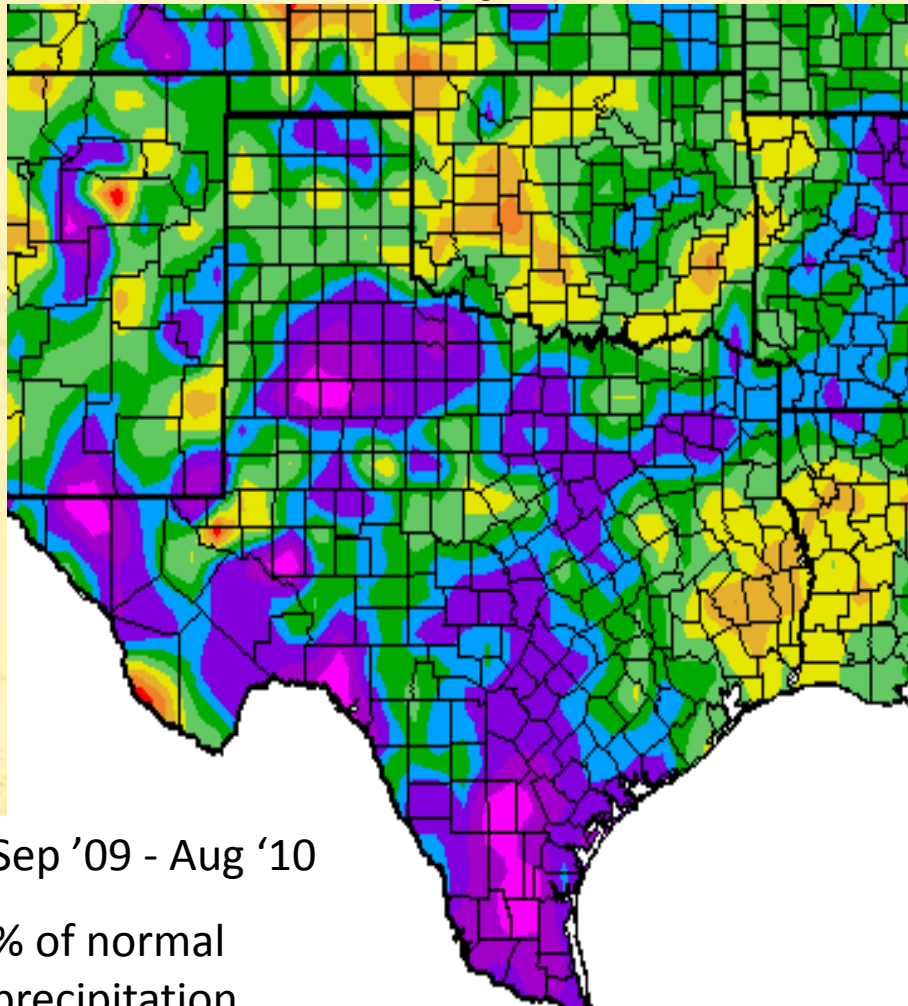 Sep ’09 - Aug ‘10
% of normal
precipitation